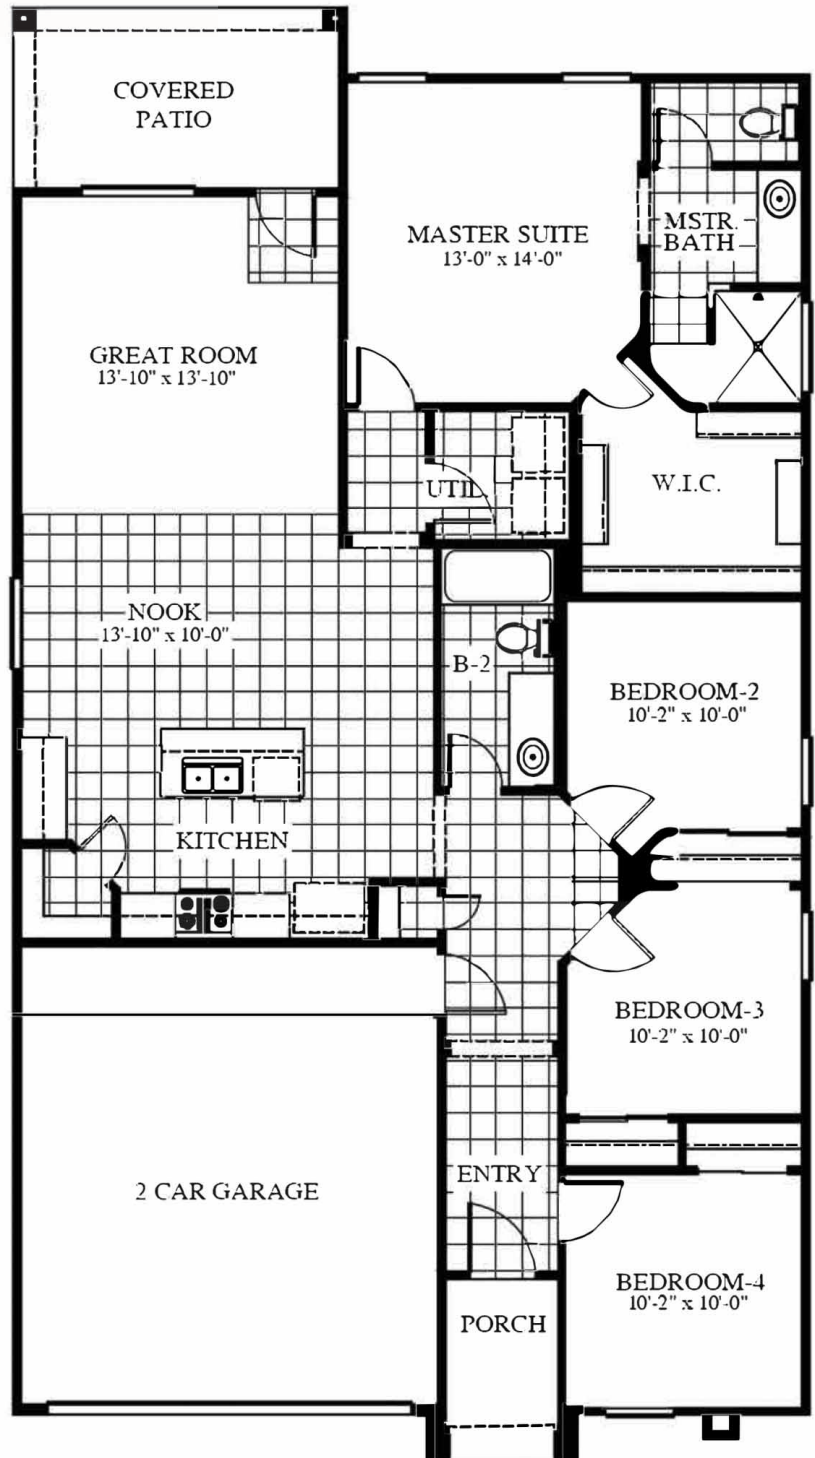 COVERED
PATIO
MASTER SUITE
13'-0" x 14'-0"
MSTR.
BATH
GREAT ROOM
13'-10" x 13'-10"
UTIL.
W.I.C.
NOOK
13'-10" x 10'-0"
B-2
BEDROOM-2
10'-2" x 10'-0"
KITCHEN
BEDROOM-3
10'-2" x 10'-0"
2 CAR GARAGE
ENTRY
BEDROOM-4
10'-2" x 10'-0"
PORCH